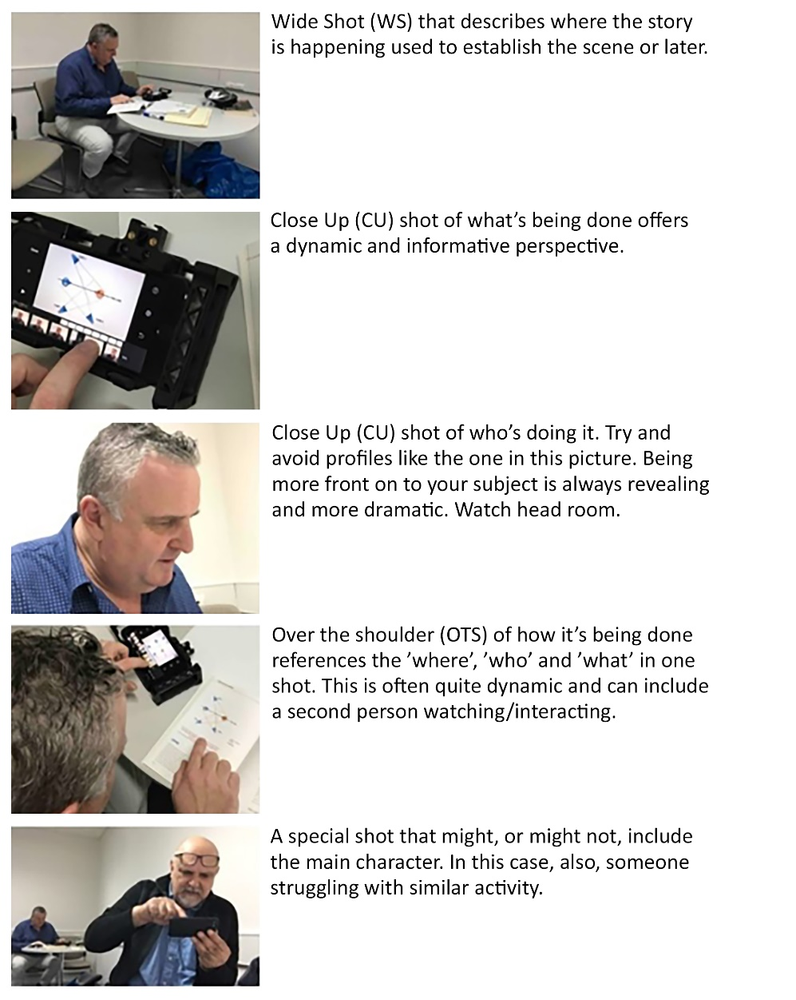 Wide Shot (WS) that describes where the story
is happening used to establish the scene or later.
Close Up (CU) shot of what’s being done offers
a dynamic and informative perspective.
Close Up (CU) shot of who’s doing it. Try and
avoid profiles like the one in this picture. Being
more front on to your subject is always revealing
and more dramatic. Watch head room.
Over the shoulder (OTS) of how it’s being done
references the ’where’, ’who’ and ’what’ in one
shot. This is often quite dynamic and can include
a second person watching/interacting.
A special shot that might, or might not, include
the main character. In this case, also, someone
struggling with similar activity.